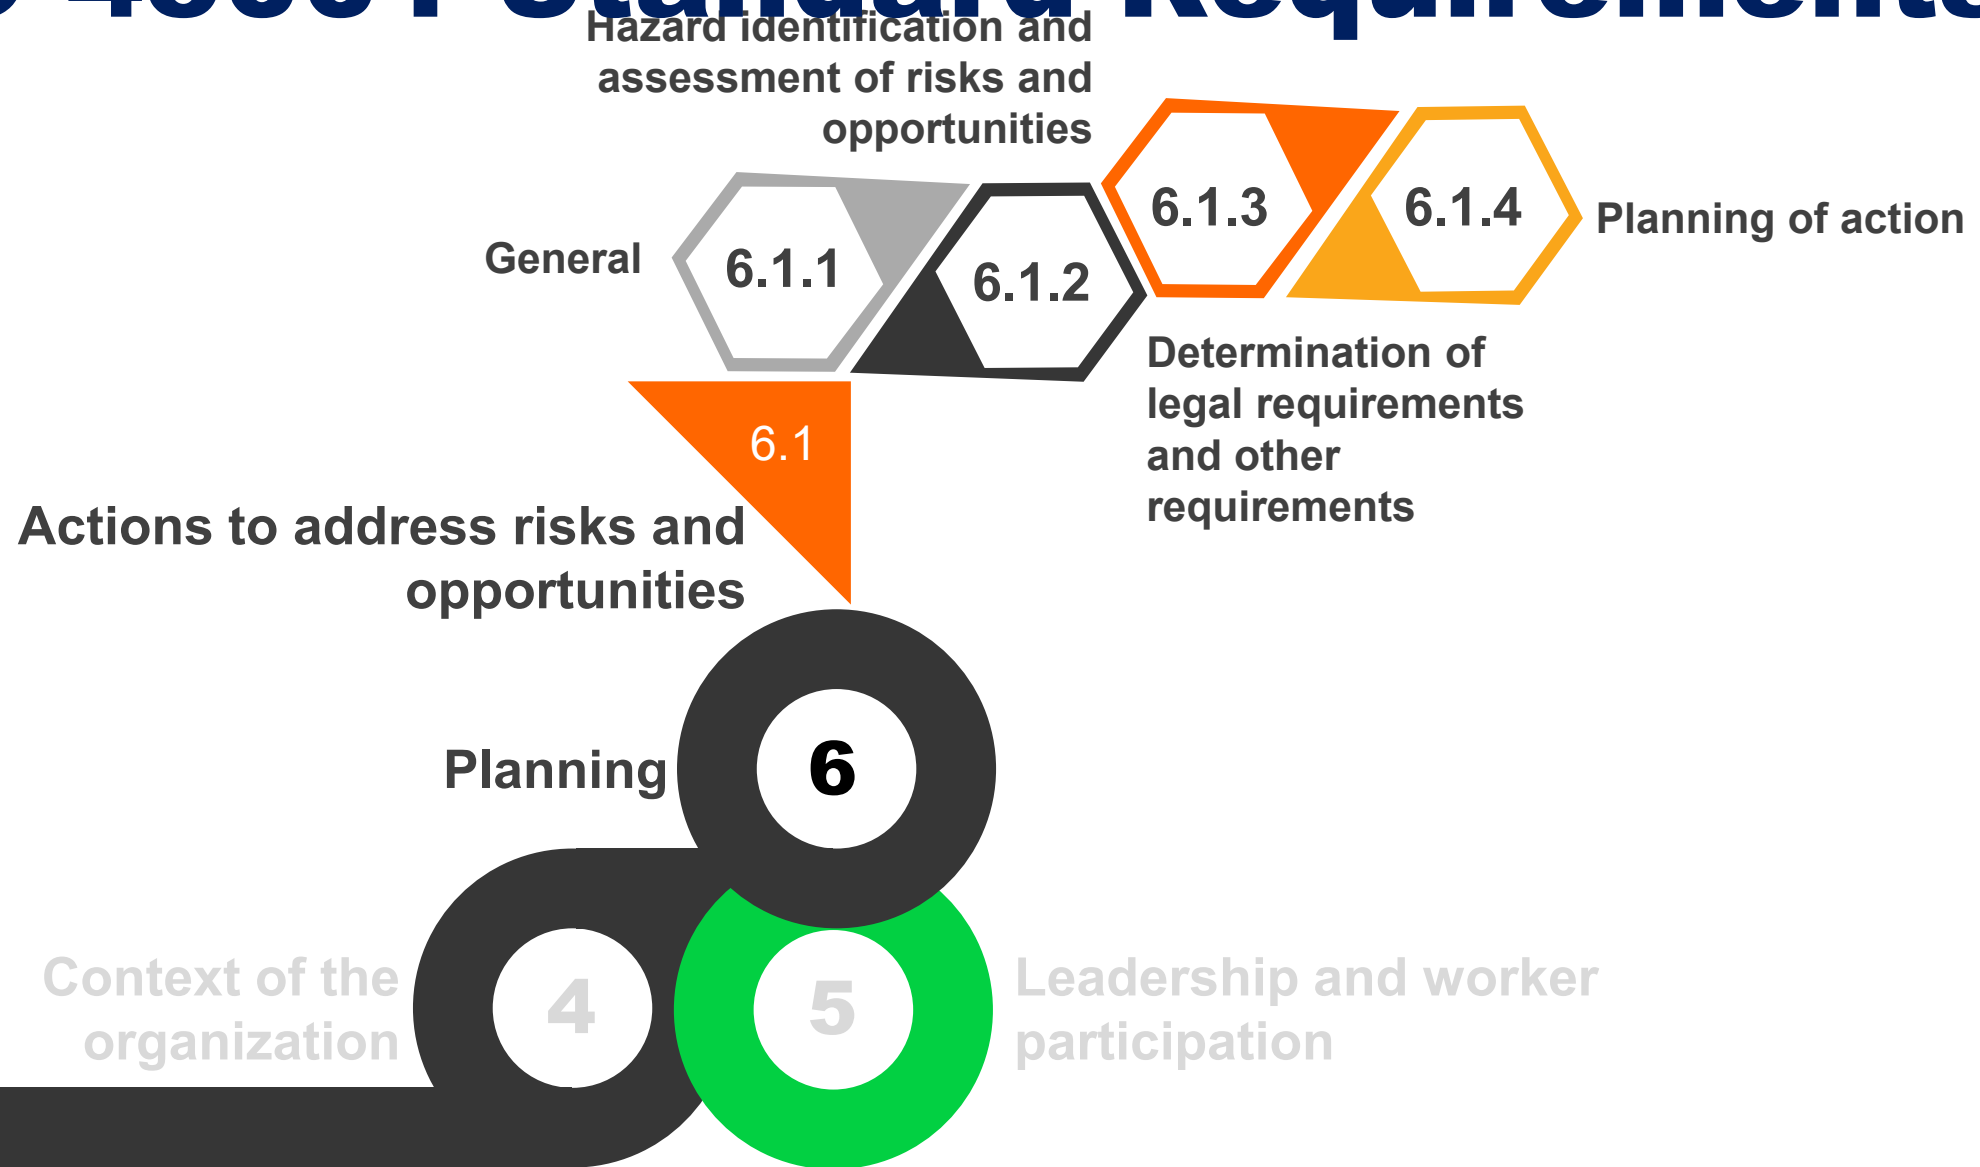 Standard Requirements
Hazard identification and
assessment of risks and
opportunities
6.1.3
6.1.4
Planning of action
General
6.1.1
6.1.2
Determination of
legal requirements
and other
requirements
6.1
Actions to address risks and
opportunities
6
Planning
Context of the
organization
4
5
Leadership and worker
participation